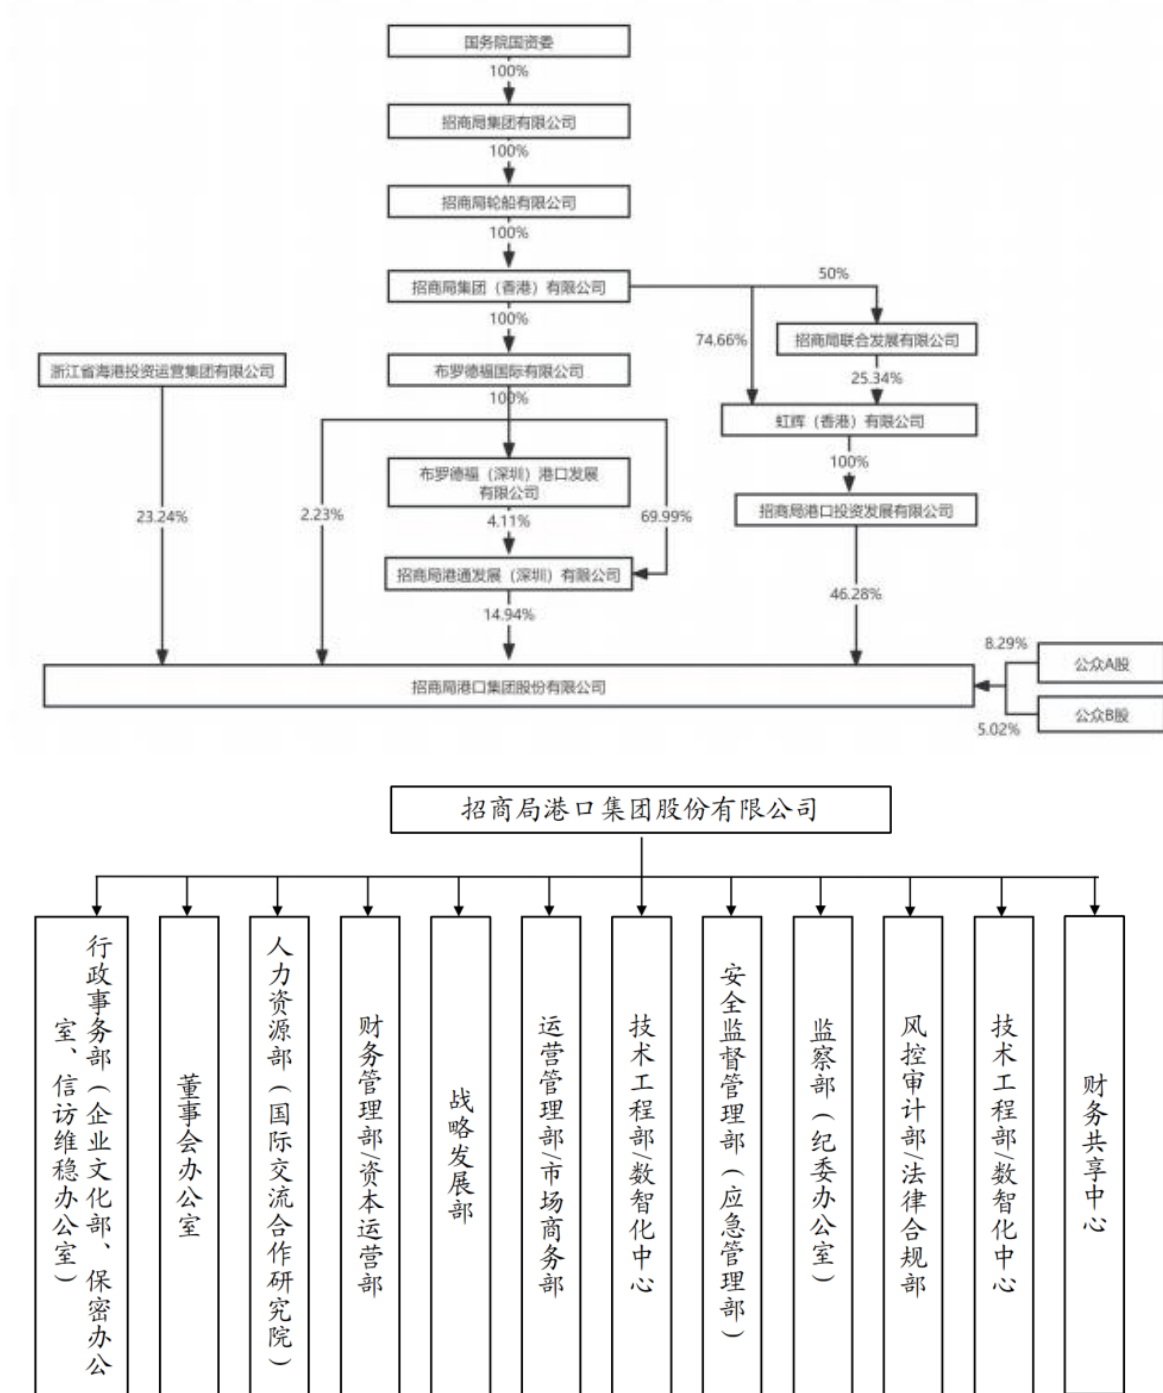 国务院国资委
100%
招商局集团有限公司
100%
招商局轮船有限公司
100%
招商局集团（香港）有限公司
50%
100%
74.66%
招商局联合发展有限公司
浙江省海港投资运营集团有限公司
布罗德福国际有限公司
25.34%
100%
虹辉（香港）有限公司
布罗德福（深圳）港口发展
有限公司
100%
23.24%
2.23%
4.11%
69.99%
招商局港口投资发展有限公司
招商局港通发展（深圳）有限公司
14.94%
46.28%
8.29%
公众A股
招商局港口集团股份有限公司
公众B股
5.02%
招商局港口集团股份有限公司
行政事务部（企业文化部、保密办公
室、信访维稳办公室）
董事会办公室
人力资源部（国际交流合作研究院）
财务管理部/资本运营部
战略发展部
运营管理部/市场商务部
技术工程部/数智化中心
安全监督管理部（应急管理部）
监察部（纪委办公室）
风控审计部/法律合规部
技术工程部/数智化中心
财务共享中心